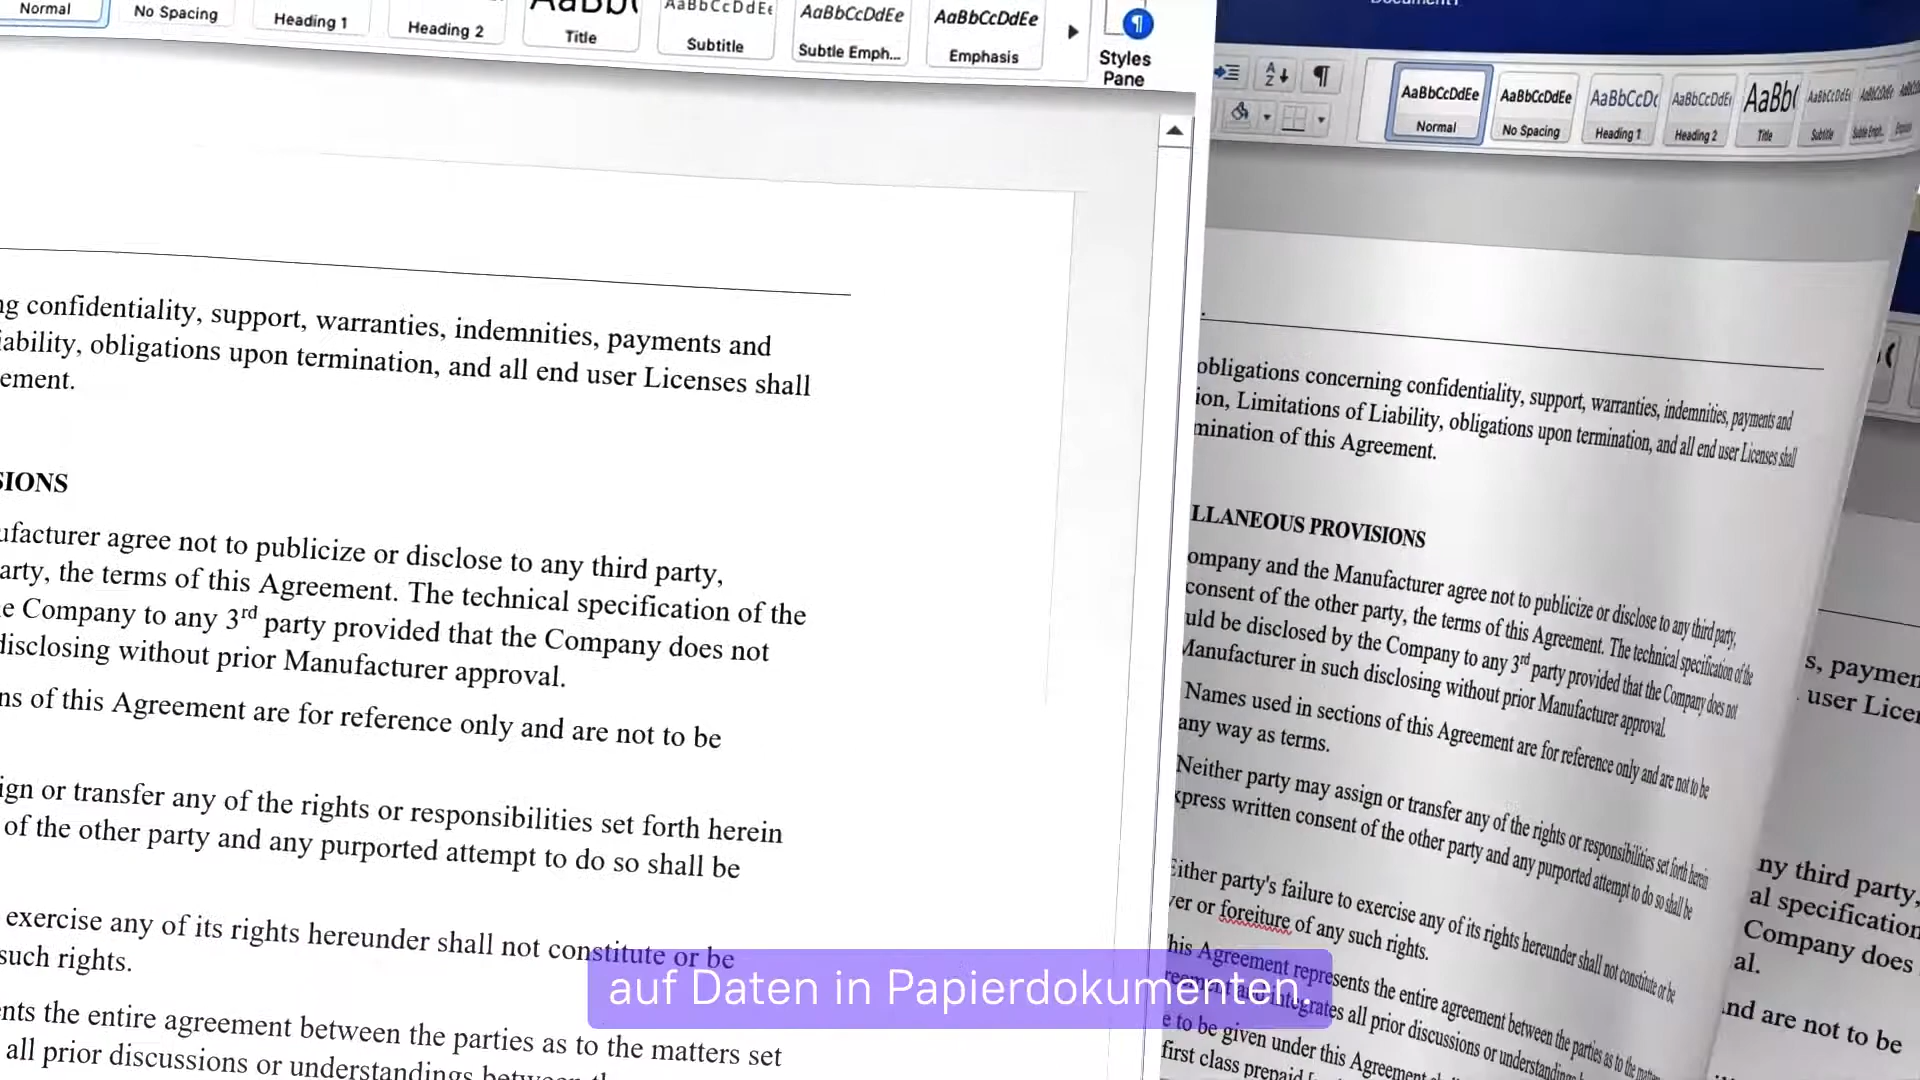 Normal
No Spacing
Heading 1
Heading 2
Title
AaBbCcDdEe
Subtitle
AaBbCcDdEe
Subtle Emph...
AaBbCcDdEe
Emphasis
Styles
Pane
ng confidentiality, support, warranties, indemnities, payments and
iability, obligations upon termination, and all end user Licenses shall
ement.
SIONS
ufacturer agree not to publicize or disclose to any third party,
arty, the terms of this Agreement. The technical specification of the
e Company to any 3rd party provided that the Company does not
disclosing without prior Manufacturer approval.
ns of this Agreement are for reference only and are not to be
ign or transfer any of the rights or responsibilities set forth herein
of the other party and any purported attempt to do so shall be
exercise any of its rights hereunder shall not constitute or be
such rights.
nts the entire agreement between the parties as to the matters set
all prior discussions or understandings between
AaBbCcDdEe
Normal
AaBbCcDdEe
No Spacing
AaBbCcDc
Heading 1
AaBbCcDdEe
Heading 2
AaBb(
Title
AaBbCcDdEe
Subtitle
Subtle Emph...
obligations concerning confidentiality, support, warranties, indemnities, payments and
ion, Limitations of Liability, obligations upon termination, and all end user Licenses shall
mination of this Agreement.
LLANEOUS PROVISIONS
ompany and the Manufacturer agree not to publicize or disclose to any third party,
consent of the other party, the terms of this Agreement. The technical specification of the
uld be disclosed by the Company to any 3rd party provided that the Company does not
Manufacturer in such disclosing without prior Manufacturer approval.
Names used in sections of this Agreement are for reference only and are not to be
any way as terms.
Neither party may assign or transfer any of the rights or responsibilities set forth herein
xpress written consent of the other party and any purported attempt to do so shall be
Either party's failure to exercise any of its rights hereunder shall not constitute or be
ver or foreiture of any such rights.
This Agreement represents the entire agreement between the parties as to the matters
reement and integrates all prior discussions or understandings
e to be given under this Agreement
first class prepaid
s, paymen
user Licen
ny third party,
al specification
Company does
al.
and are not to be
auf Daten in Papierdokumenten.